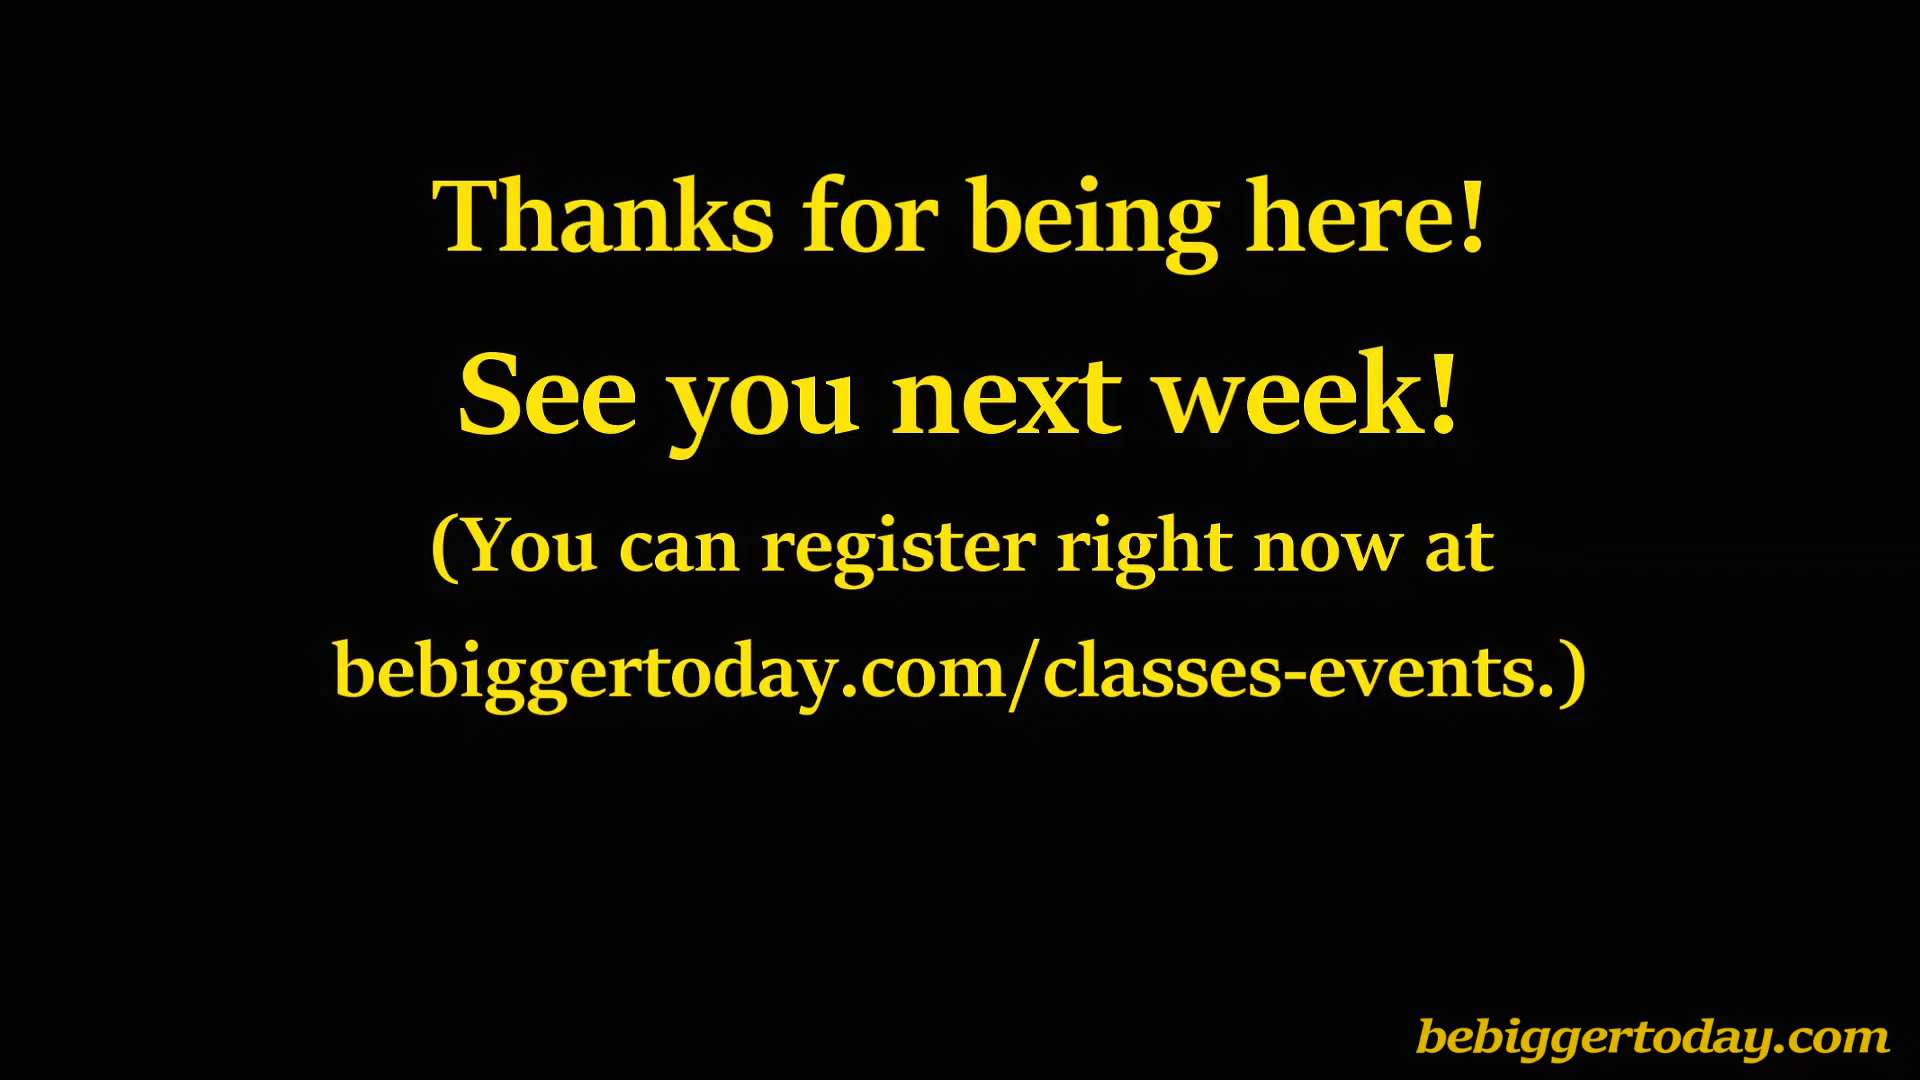 Thanks for being here!
See you next week!
(You can register right now at
bebiggertoday.com/classes-events.)
bebiggertoday.com